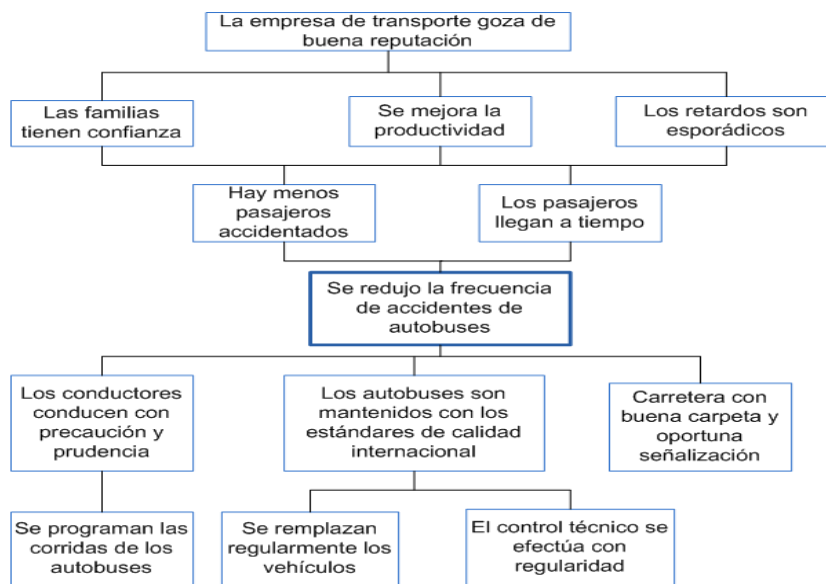 La empresa de transporte goza de
buena reputación
Las familias
tienen confianza
Se mejora la
productividad
Los retardos son
esporádicos
Hay menos
pasajeros
accidentados
Los pasajeros
llegan a tiempo
Se redujo la frecuencia
de accidentes de
autobuses
Los conductores
conducen con
precaución y
prudencia
Los autobuses son
mantenidos con los
estándares de calidad
internacional
Carretera con
buena carpeta y
oportuna
señalización
Se programan las
corridas de los
autobuses
Se remplazan
regularmente los
vehículos
El control técnico se
efectúa con
regularidad